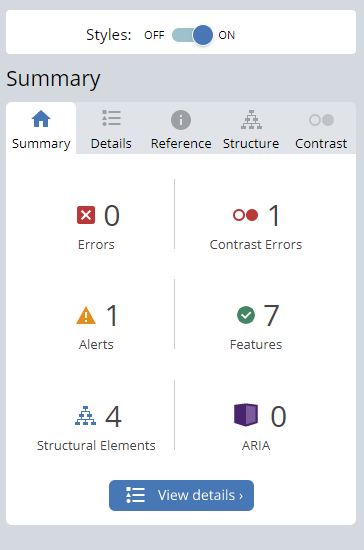 Styles: OFF ON
Summary
Summary Details Reference Structure Contrast
0 1
Errors Contrast Errors
1 7
Alerts Features
4 0
Structural Elements ARIA
View details ›